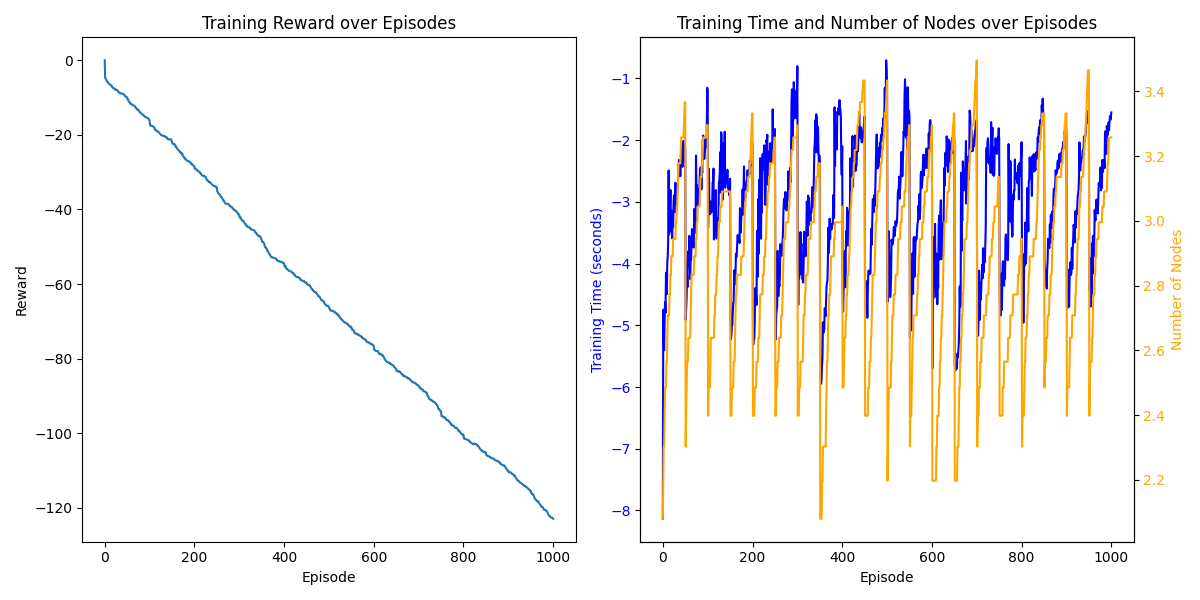 Training Reward over Episodes
Reward
0
−20
−40
−60
−80
−100
−120
0 200 400 600 800 1000
Episode
Training Time and Number of Nodes over Episodes
Training Time (seconds)
−1
−2
−3
−4
−5
−6
−7
−8
0 200 400 600 800 1000
Episode
3.4
3.2
3.0
2.8
2.6
2.4
2.2
Number of Nodes